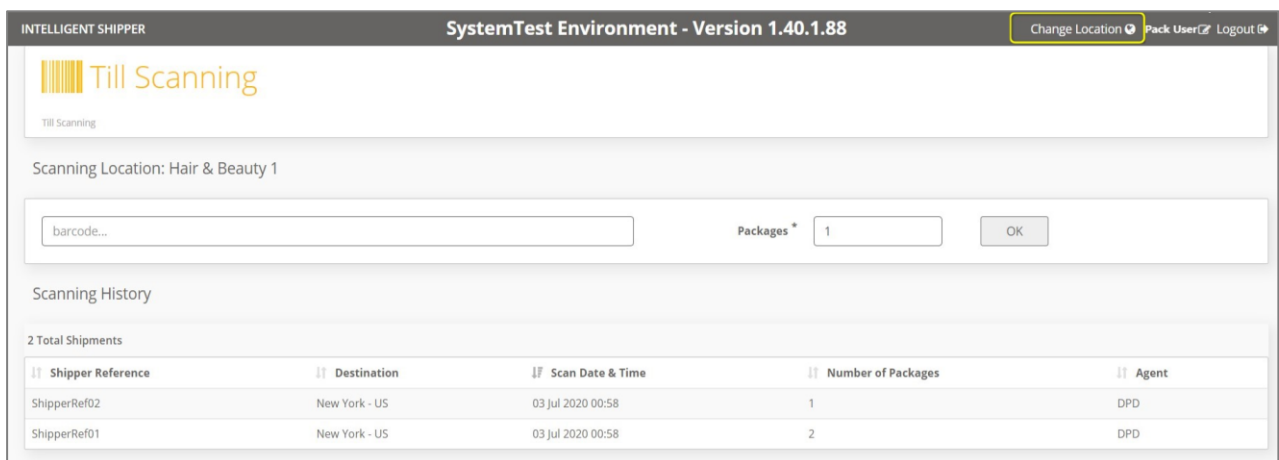 INTELLIGENT SHIPPER SystemTest Environment - Version 1.40.1.88 Change Location Pack User Logout
Till Scanning
Till Scanning
Scanning Location: Hair & Beauty 1
barcode... Packages * 1 OK
Scanning History
2 Total Shipments
Shipper Reference Destination Scan Date & Time Number of Packages Agent
ShipperRef02 New York - US 03 Jul 2020 00:58 1 DPD
ShipperRef01 New York - US 03 Jul 2020 00:58 2 DPD